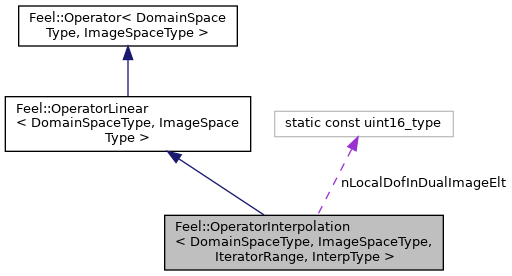 Feel::Operator< DomainSpace
Type, ImageSpaceType >
Feel::OperatorLinear
< DomainSpaceType, ImageSpace
Type >
static const uint16_type
nLocalDofInDualImageElt
Feel::OperatorInterpolation
< DomainSpaceType, ImageSpaceType,
IteratorRange, InterpType >